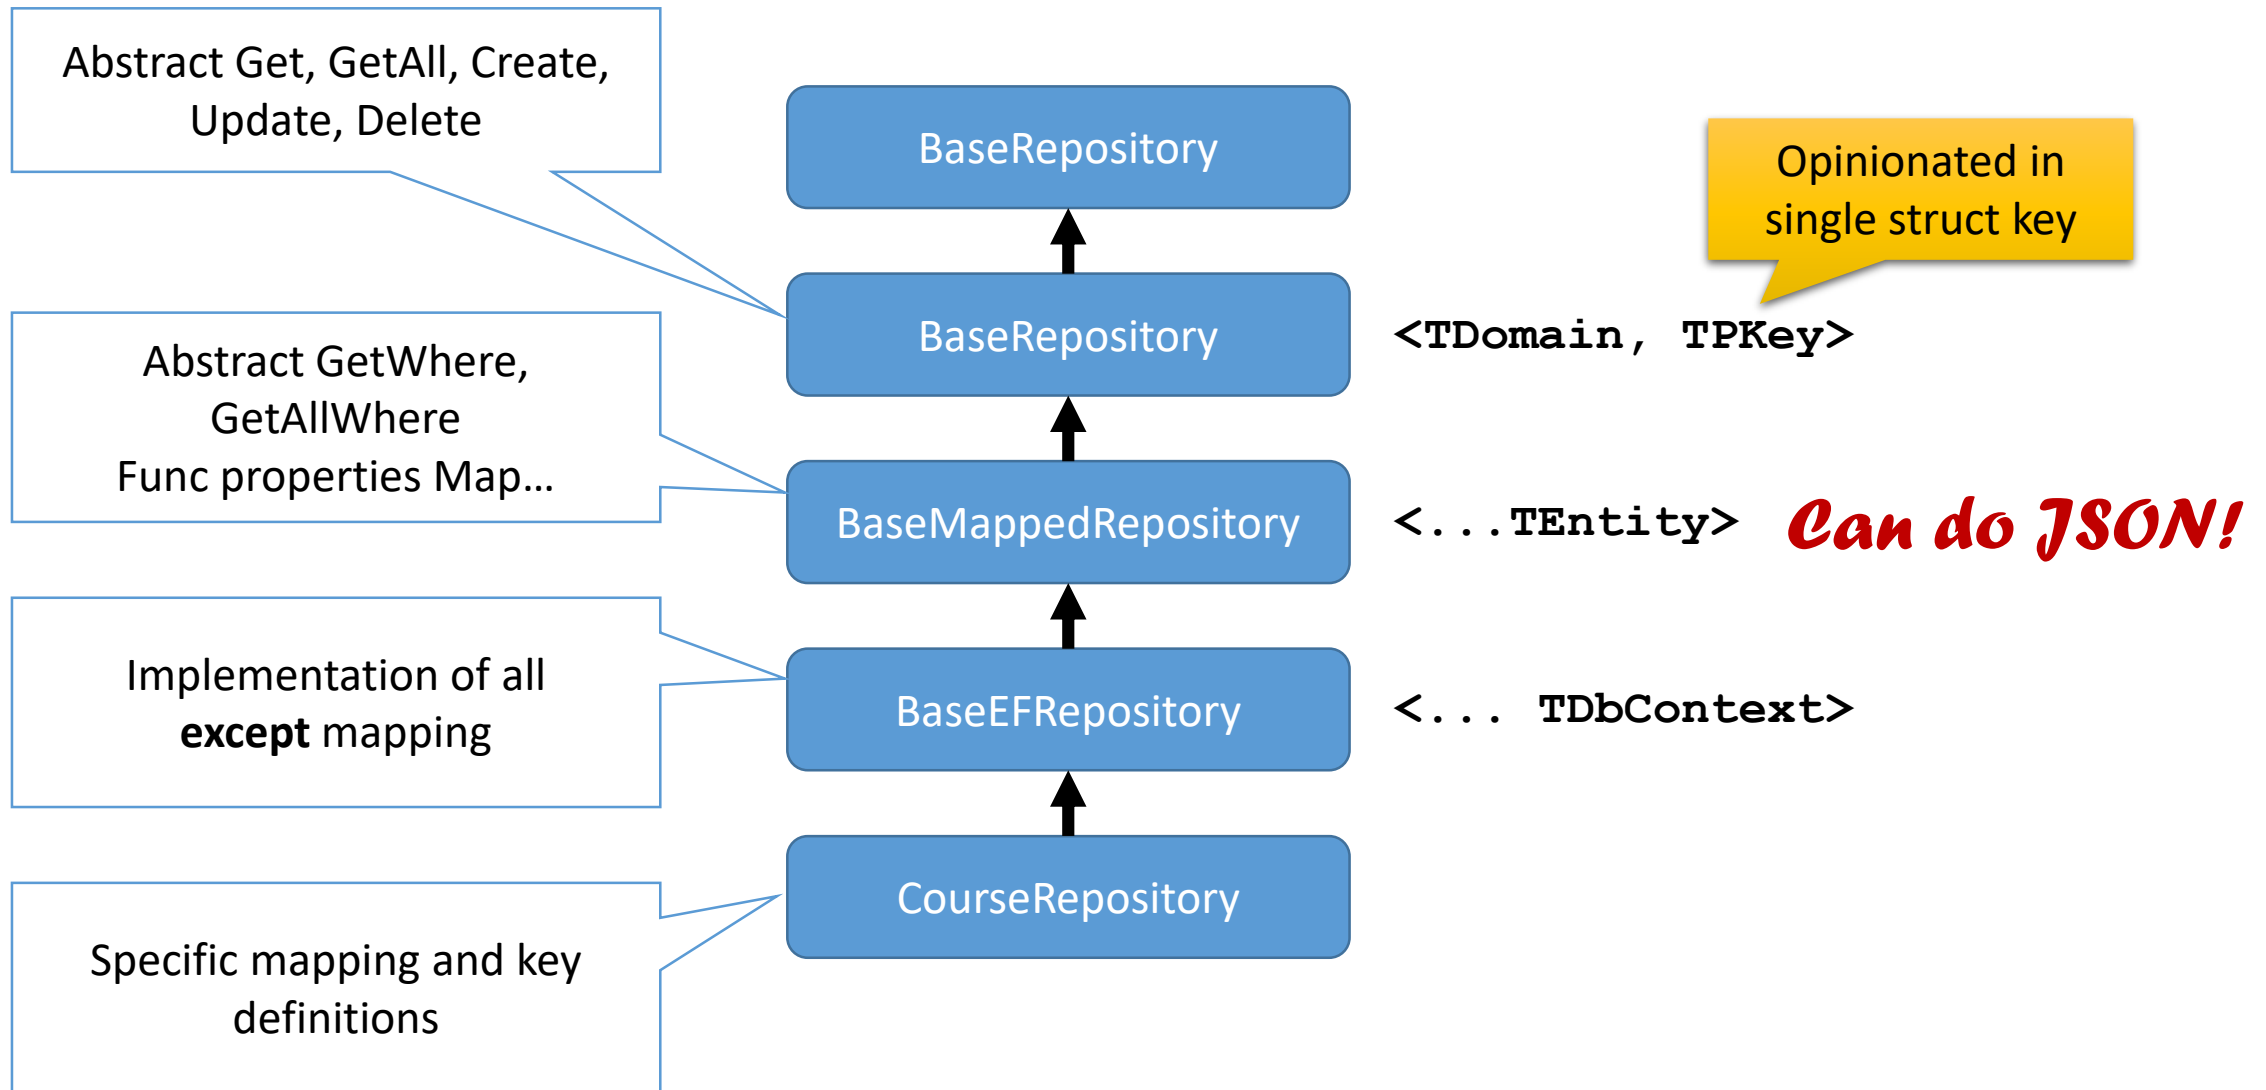 Abstract Get, GetAll, Create,
Update, Delete
BaseRepository
Opinionated in
single struct key
BaseRepository
<TDomain, TPKey>
Abstract GetWhere,
GetAllWhere
Func properties Map…
BaseMappedRepository
<...TEntity>
Can do JSON!
Implementation of all
except mapping
BaseEFRepository
<... TDbContext>
CourseRepository
Specific mapping and key
definitions